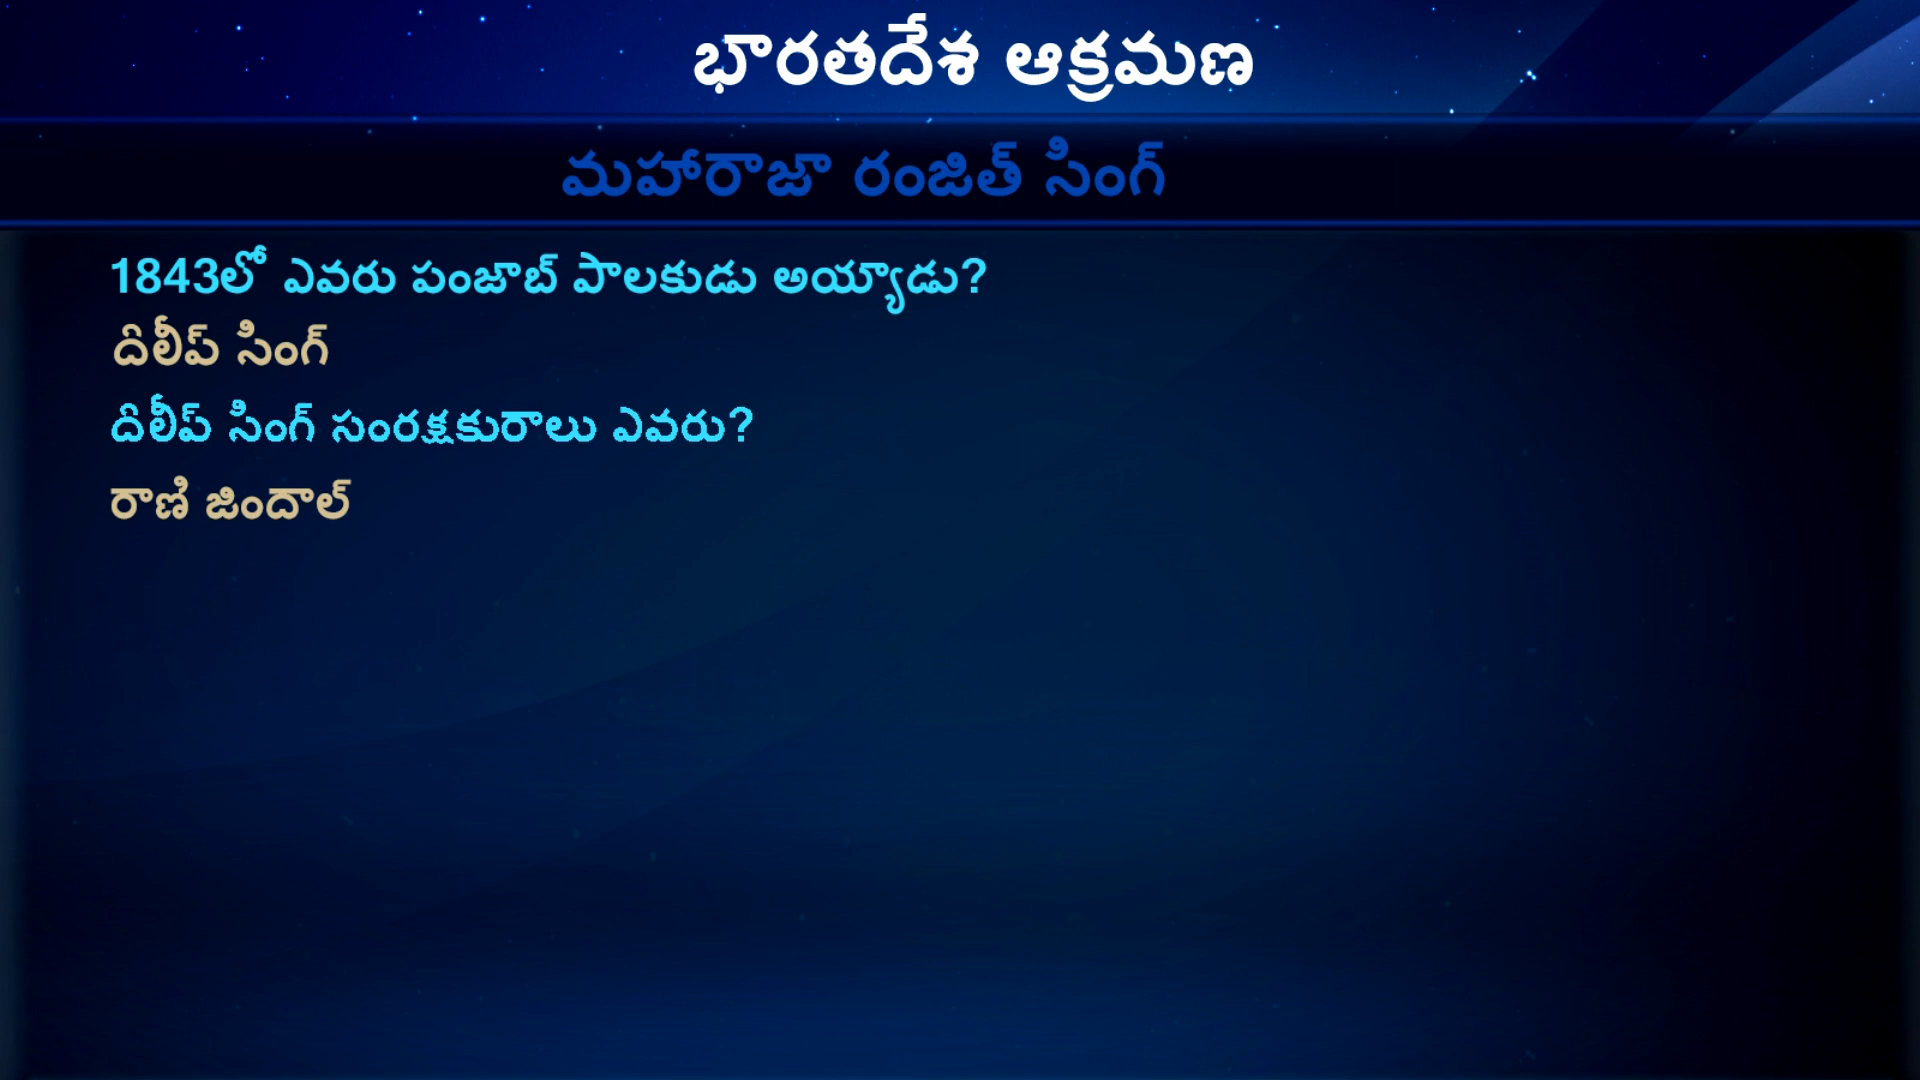 భారతదేశ ఆక్రమణ
మహారాజా రంజిత్ సింగ్
1843లో ఎవరు పంజాబ్ పాలకుడు అయ్యాడు?
దిలీప్ సింగ్
దిలీప్ సింగ్ సంరక్షకురాలు ఎవరు?
రాణి జిందాల్